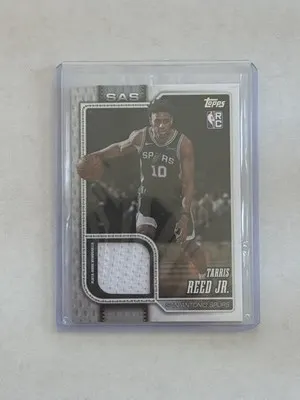 SAS
Topps
RC
SPURS
10
TARRIS
REED JR.
SAN ANTONIO SPURS